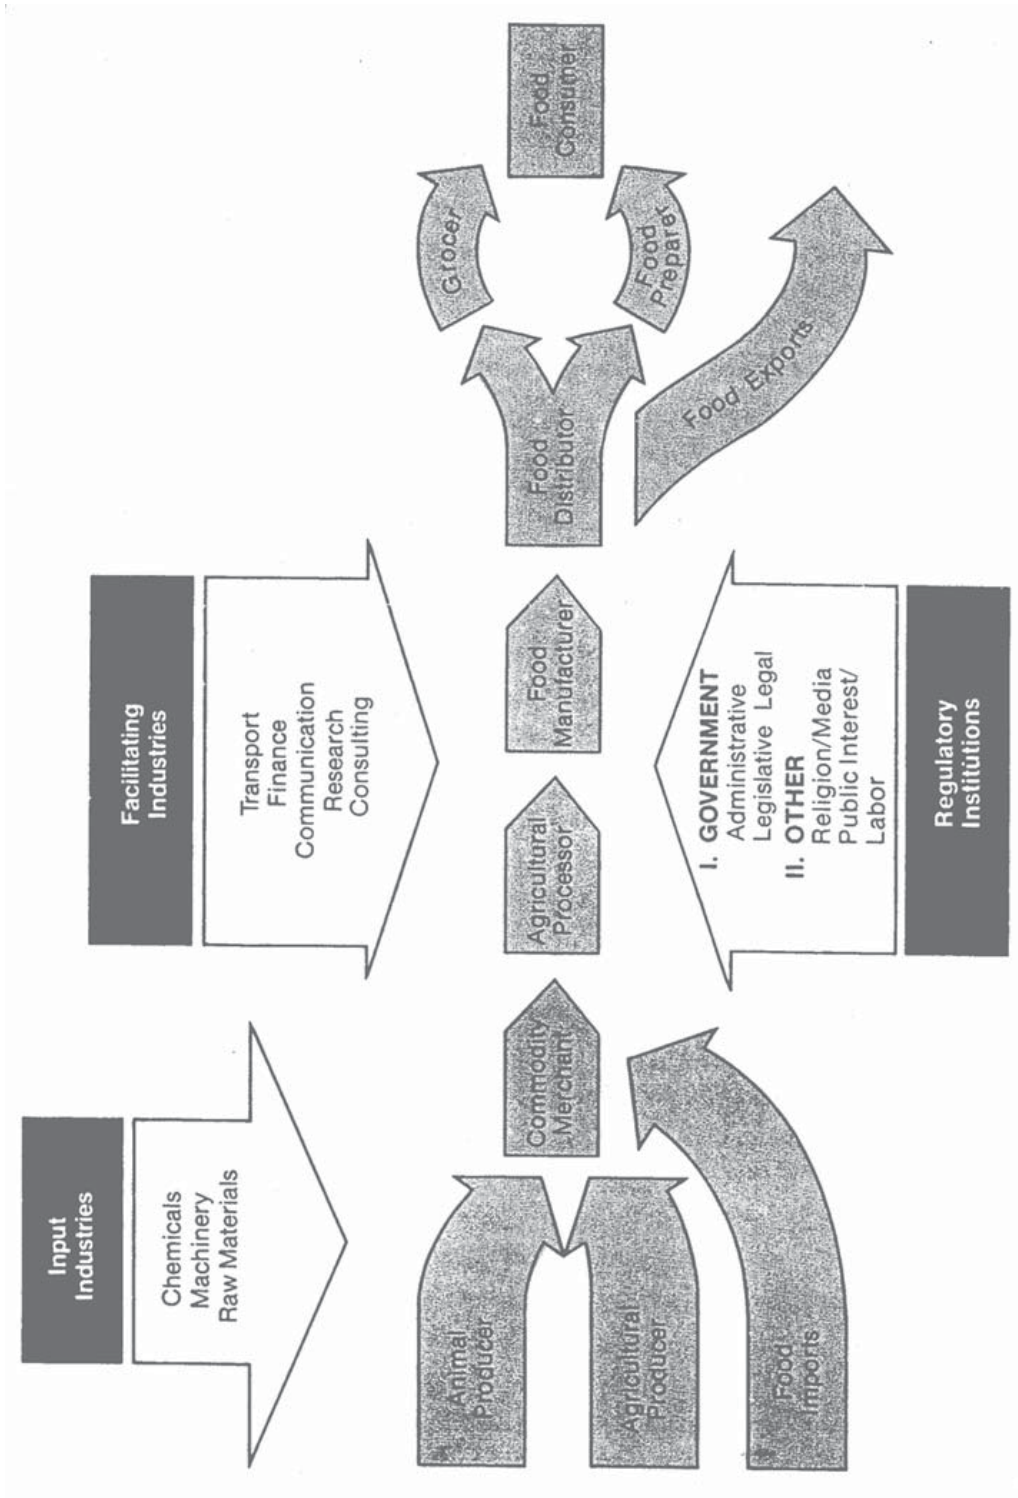 Input
Industries
Chemicals
Machinery
Raw Materials
Facilitating
Industries
Transport
Finance
Communication
Research
Consulting
Animal
Producer
Agricultural
Producer
Food
Imports
Commodity
Merchant
Agricultural
Processor
Food
Manufacturer
Food
Distributor
Grocer
Food
Preparer
Food
Consumer
Food Exports
I. GOVERNMENT
Administrative
Legislative Legal
II. OTHER
Religion/Media
Public Interest/
Labor
Regulatory
Institutions